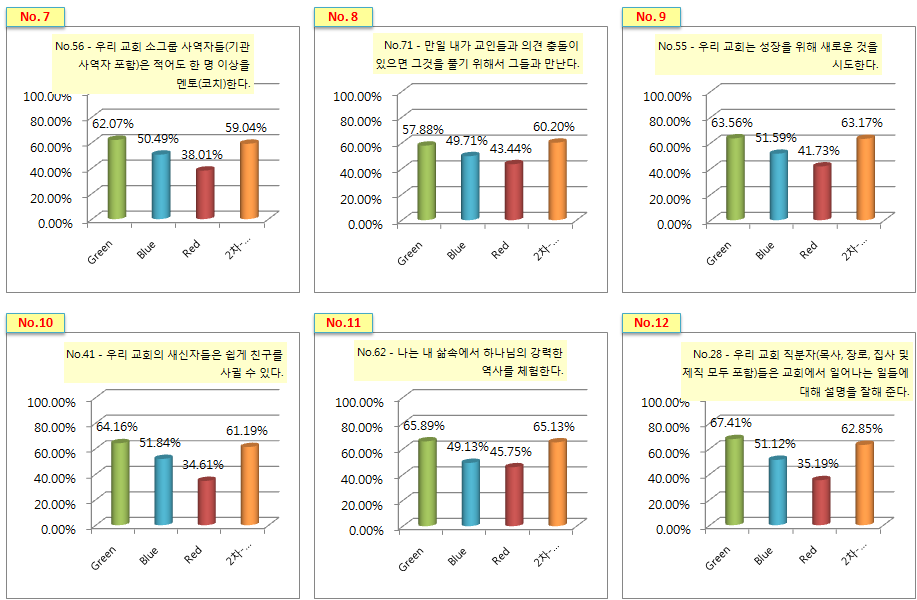 No. 7
No.56 - 우리 교회 소그룹 사역자들(기관
사역자 포함)은 적어도 한 명 이상을
멘토(코치)한다.
100.00%
80.00%
60.00%
40.00%
20.00%
0.00%
62.07%
50.49%
38.01%
59.04%
Green
Blue
Red
2차-...
No. 8
No.71 - 만일 내가 교인들과 의견 충돌이
있으면 그것을 풀기 위해서 그들과 만난다.
100.00%
80.00%
60.00%
40.00%
20.00%
0.00%
57.88%
49.71%
43.44%
60.20%
Green
Blue
Red
2차-...
No. 9
No.55 - 우리 교회는 성장을 위해 새로운 것을
시도한다.
100.00%
80.00%
60.00%
40.00%
20.00%
0.00%
63.56%
51.59%
41.73%
63.17%
Green
Blue
Red
2차-...
No.10
No.41 - 우리 교회의 새신자들은 쉽게 친구를
사귈 수 있다.
100.00%
80.00%
60.00%
40.00%
20.00%
0.00%
64.16%
51.84%
34.61%
61.19%
Green
Blue
Red
2차-...
No.11
No.62 - 나는 내 삶속에서 하나님의 강력한
역사를 체험한다.
100.00%
80.00%
60.00%
40.00%
20.00%
0.00%
65.89%
49.13%
45.75%
65.13%
Green
Blue
Red
2차-...
No.12
No.28 - 우리 교회 직분자(목사, 장로, 집사 및
제직 모두 포함)들은 교회에서 일어나는 일들에
대해 설명을 잘해 준다.
100.00%
80.00%
60.00%
40.00%
20.00%
0.00%
67.41%
51.12%
35.19%
62.85%
Green
Blue
Red
2차-...